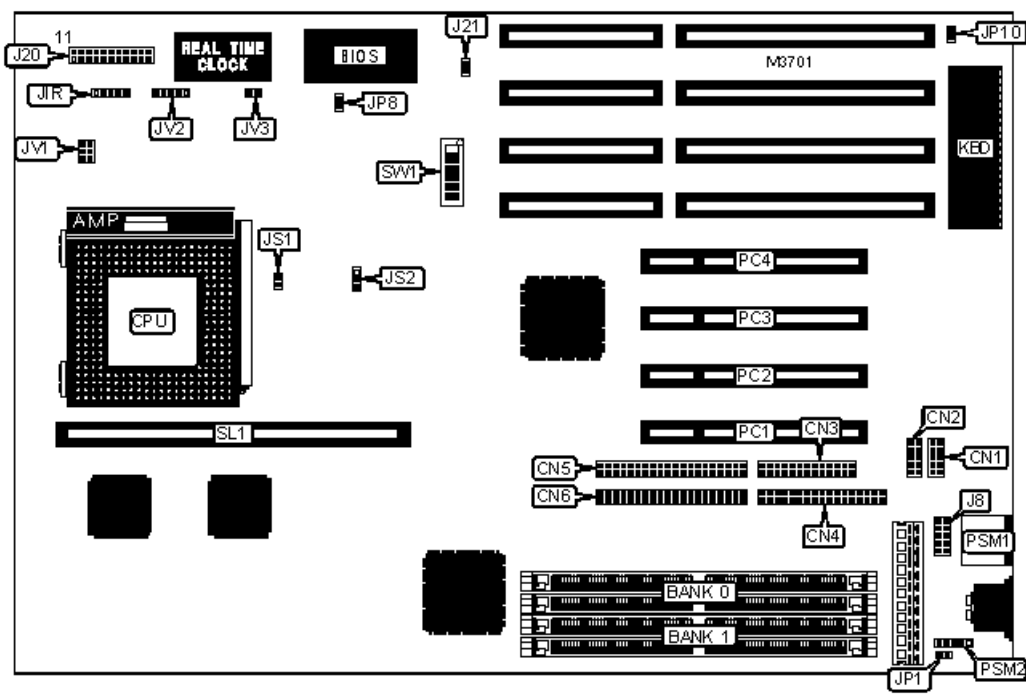 11
J20
REAL TIME
CLOCK
BIOS
J21
JP10
M3701
JIR
JV2
JV3
JP8
JV1
SW1
KBD
AMP
JS1
JS2
PC4
CPU
PC3
PC2
SL1
PC1
CN3
CN2
CN5
CN1
CN6
J8
CN4
PSM1
BANK 0
BANK 1
JP1
PSM2